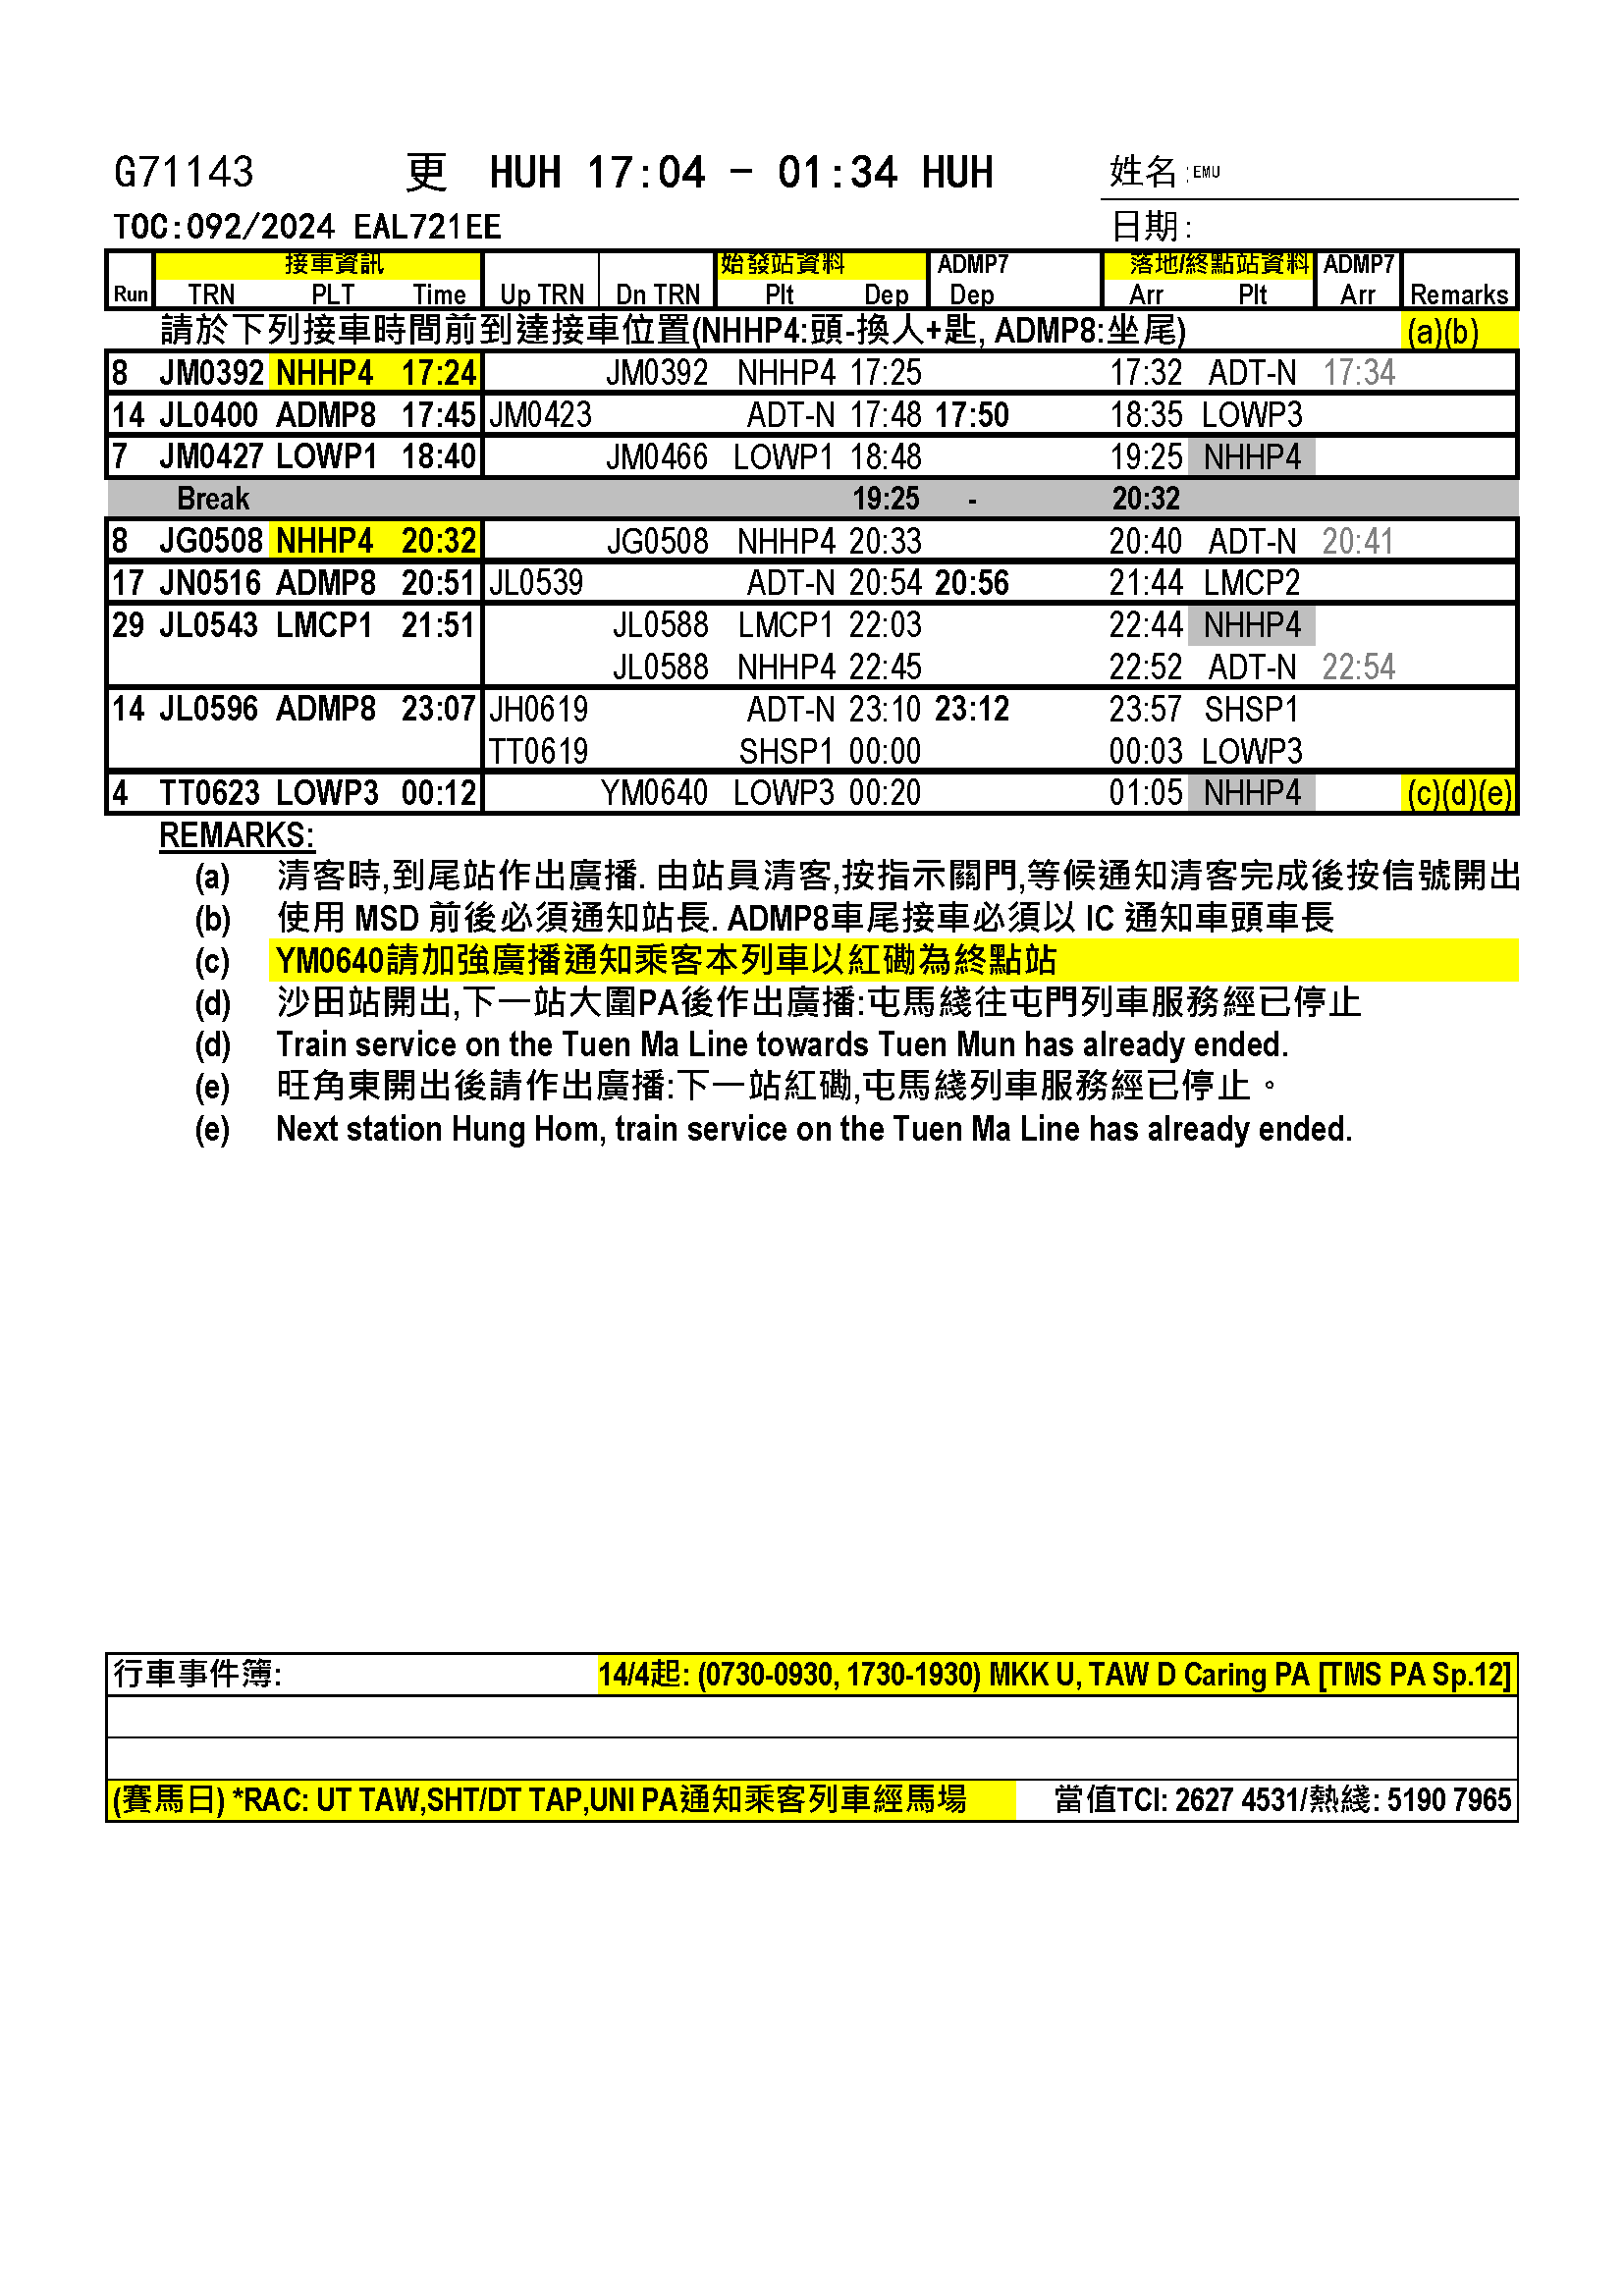 G71143 更 HUH 17:04 - 01:34 HUH 姓名:EMU
TOC:092/2024 EAL721EE 日期:
接車資訊 始發站資料 ADMP7 落地/終點站資料 ADMP7
Run TRN PLT Time Up TRN Dn TRN Plt Dep Dep Arr Plt Arr Remarks
請於下列接車時間前到達接車位置(NHHP4:頭-換人+匙, ADMP8:坐尾) (a)(b)
8 JM0392 NHHP4 17:24 JM0392 NHHP4 17:25 17:32 ADT-N 17:34
14 JL0400 ADMP8 17:45 JM0423 ADT-N 17:48 17:50 18:35 LOWP3
7 JM0427 LOWP1 18:40 JM0466 LOWP1 18:48 19:25 NHHP4
Break 19:25 - 20:32
8 JG0508 NHHP4 20:32 JG0508 NHHP4 20:33 20:40 ADT-N 20:41
17 JN0516 ADMP8 20:51 JL0539 ADT-N 20:54 20:56 21:44 LMCP2
29 JL0543 LMCP1 21:51 JL0588 LMCP1 22:03 22:44 NHHP4
JL0588 NHHP4 22:45 22:52 ADT-N 22:54
14 JL0596 ADMP8 23:07 JH0619 ADT-N 23:10 23:12 23:57 SHSP1
TT0619 SHSP1 00:00 00:03 LOWP3
4 TT0623 LOWP3 00:12 YM0640 LOWP3 00:20 01:05 NHHP4 (c)(d)(e)
REMARKS:
(a) 清客時,到尾站作出廣播. 由站員清客,按指示關門,等候通知清客完成後按信號開出
(b) 使用 MSD 前後必須通知站長. ADMP8車尾接車必須以 IC 通知車頭車長
(c) YM0640請加強廣播通知乘客本列車以紅磡為終點站
(d) 沙田站開出,下一站大圍PA後作出廣播:屯馬綫往屯門列車服務經已停止
(d) Train service on the Tuen Ma Line towards Tuen Mun has already ended.
(e) 旺角東開出後請作出廣播:下一站紅磡,屯馬綫列車服務經已停止。
(e) Next station Hung Hom, train service on the Tuen Ma Line has already ended.
行車事件簿: 14/4起: (0730-0930, 1730-1930) MKK U, TAW D Caring PA [TMS PA Sp.12]
(賽馬日) *RAC: UT TAW,SHT/DT TAP,UNI PA通知乘客列車經馬場 當值TCI: 2627 4531/熱綫: 5190 7965